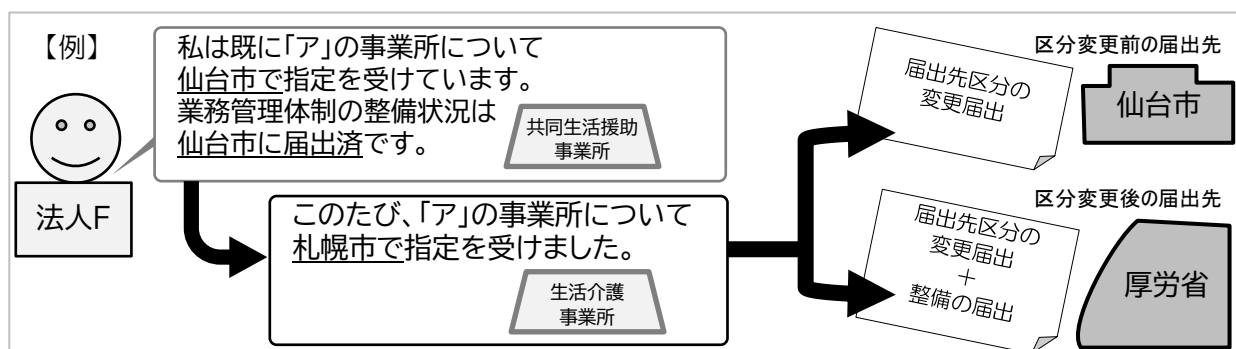 【例】
私は既に「ア」の事業所について
仙台市で指定を受けています。
業務管理体制の整備状況は
仙台市に届出済です。
共同生活援助
事業所
法人F
このたび、「ア」の事業所について
札幌市で指定を受けました。
生活介護
事業所
区分変更前の届出先
届出先区分の
変更届出
仙台市
区分変更後の届出先
届出先区分の
変更届出
+
整備の届出
厚労省